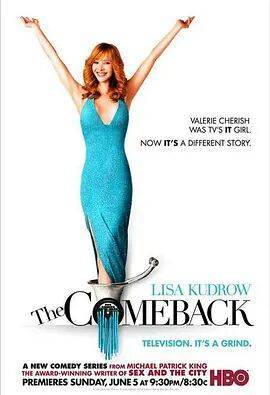 VALERIE CHERISH
WAS TV'S IT GIRL.
NOW IT'S A DIFFERENT STORY.
LISA KUDROW
The COMEBACK
TELEVISION. IT'S A GRIND.
A NEW COMEDY SERIES FROM MICHAEL PATRICK KING
THE AWARD-WINNING WRITER OF SEX AND THE CITY
PREMIERES SUNDAY, JUNE 5 AT 9:30PM/8:30c HBO